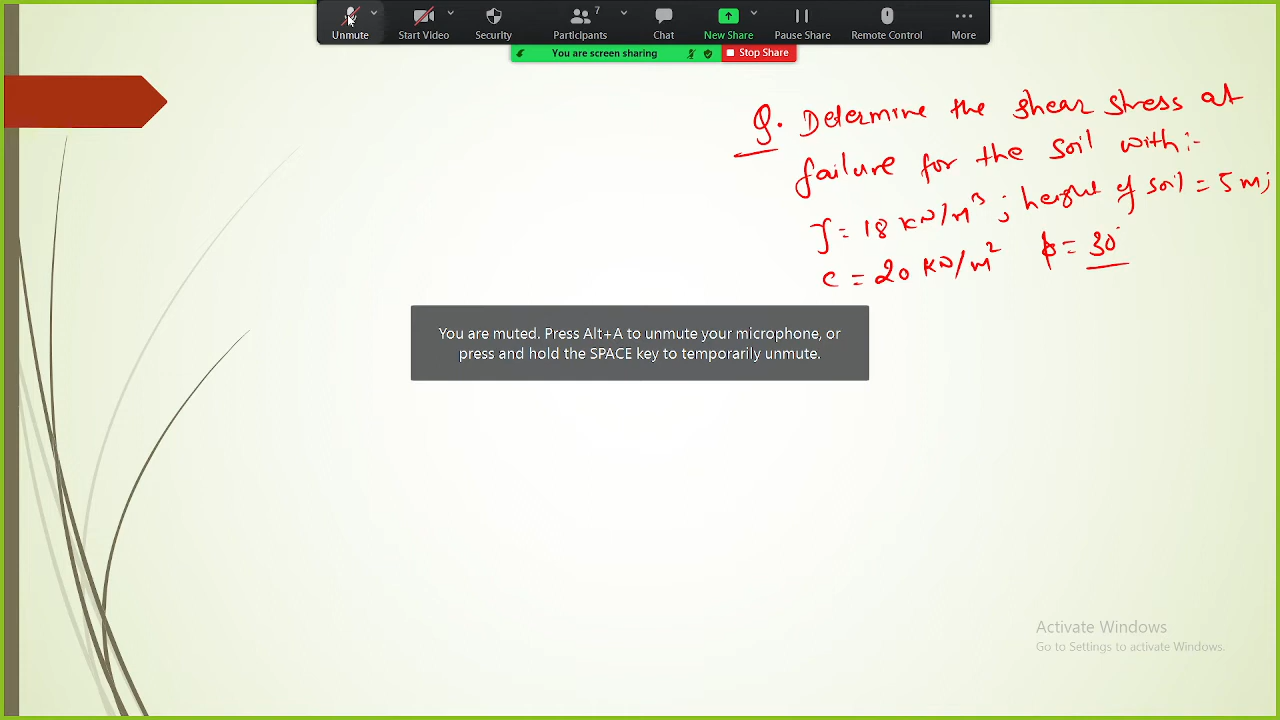 Unmute
Start Video
Security
7
Participants
Chat
New Share
Pause Share
Remote Control
More
You are screen sharing
Stop Share
Q. Determine the shear stress at
failure for the soil with:-
γ = 18 KN/m³ ; height of soil = 5 m;
c = 20 KN/m² ϕ = 30°
You are muted. Press Alt+A to unmute your microphone, or
press and hold the SPACE key to temporarily unmute.
Activate Windows
Go to Settings to activate Windows.